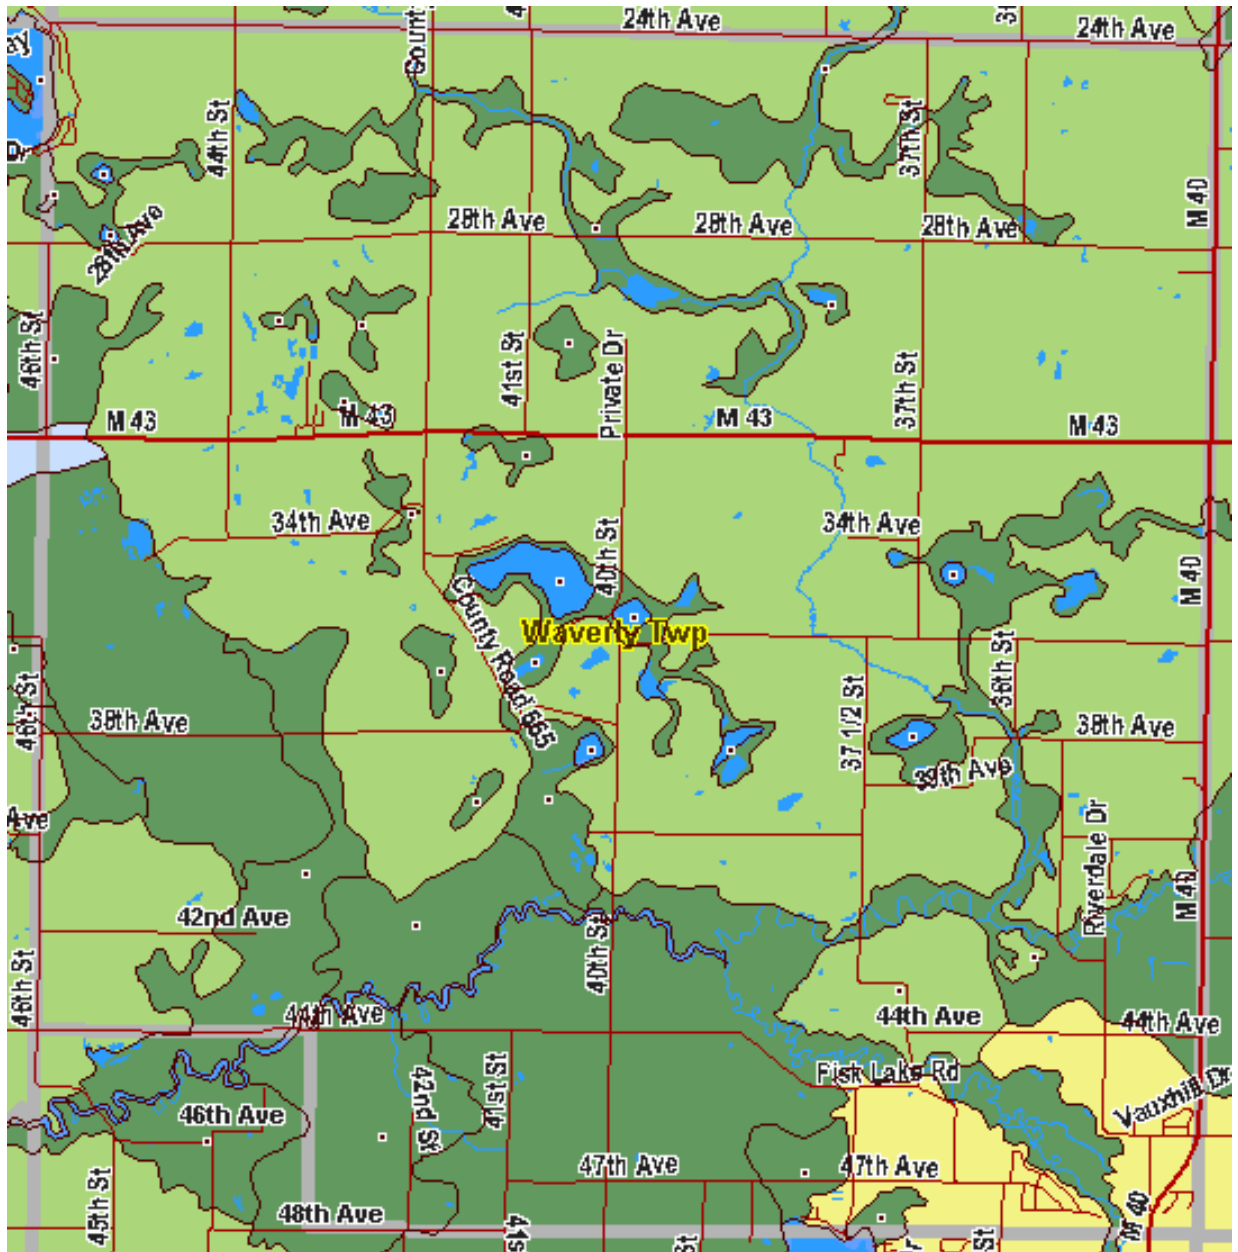 24th Ave
24th Ave
44th St
37th St
M 40
28th Ave
28th Ave
28th Ave
28th Ave
46th St
41st St
Private Dr
37th St
M 43
M 43
M 43
M 43
34th Ave
34th Ave
40th St
M 40
County Road 665
Waverly Twp
36th St
46th St
37 1/2 St
38th Ave
38th Ave
39th Ave
Ave
Riverdale Dr
M 40
42nd Ave
46th St
40th St
44th Ave
44th Ave
44th Ave
Fisk Lake Rd
42nd St
41st St
Vauxhill Dr
46th Ave
47th Ave
47th Ave
45th St
48th Ave
M 40
St
St